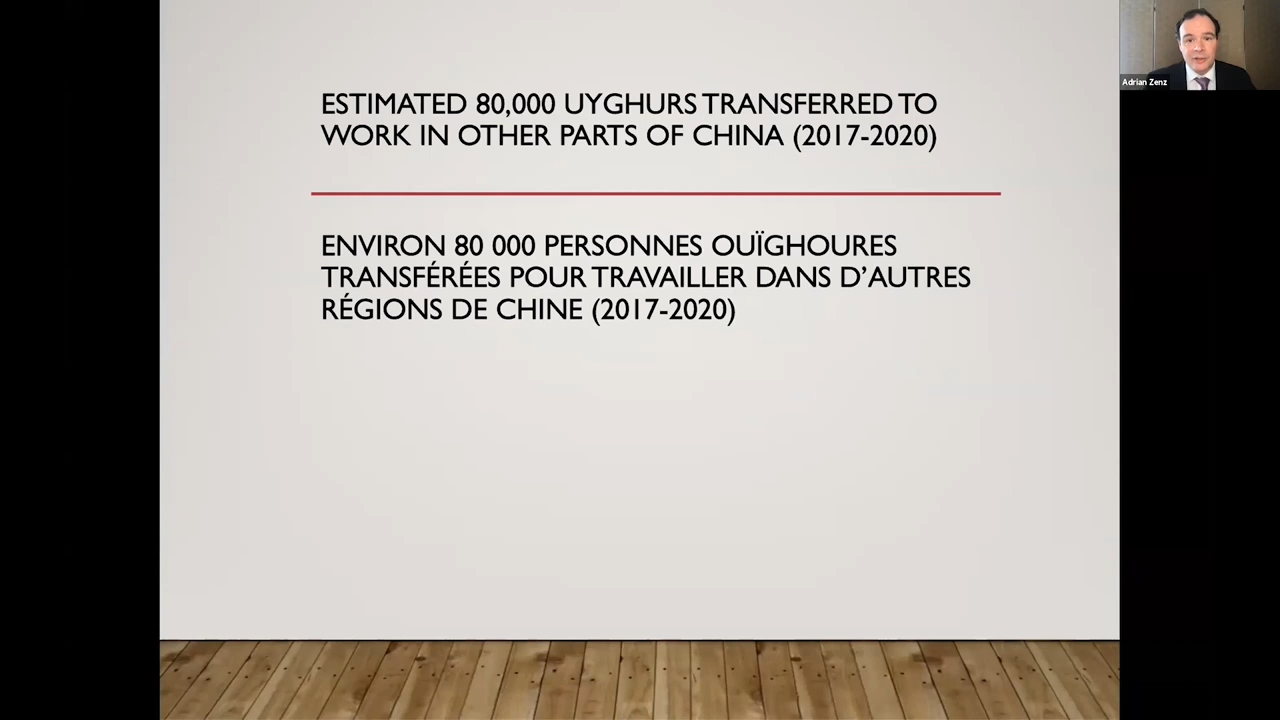 ESTIMATED 80,000 UYGHURS TRANSFERRED TO
WORK IN OTHER PARTS OF CHINA (2017-2020)
ENVIRON 80 000 PERSONNES OUÏGHOURES
TRANSFÉRÉES POUR TRAVAILLER DANS D’AUTRES
RÉGIONS DE CHINE (2017-2020)
Adrian Zenz